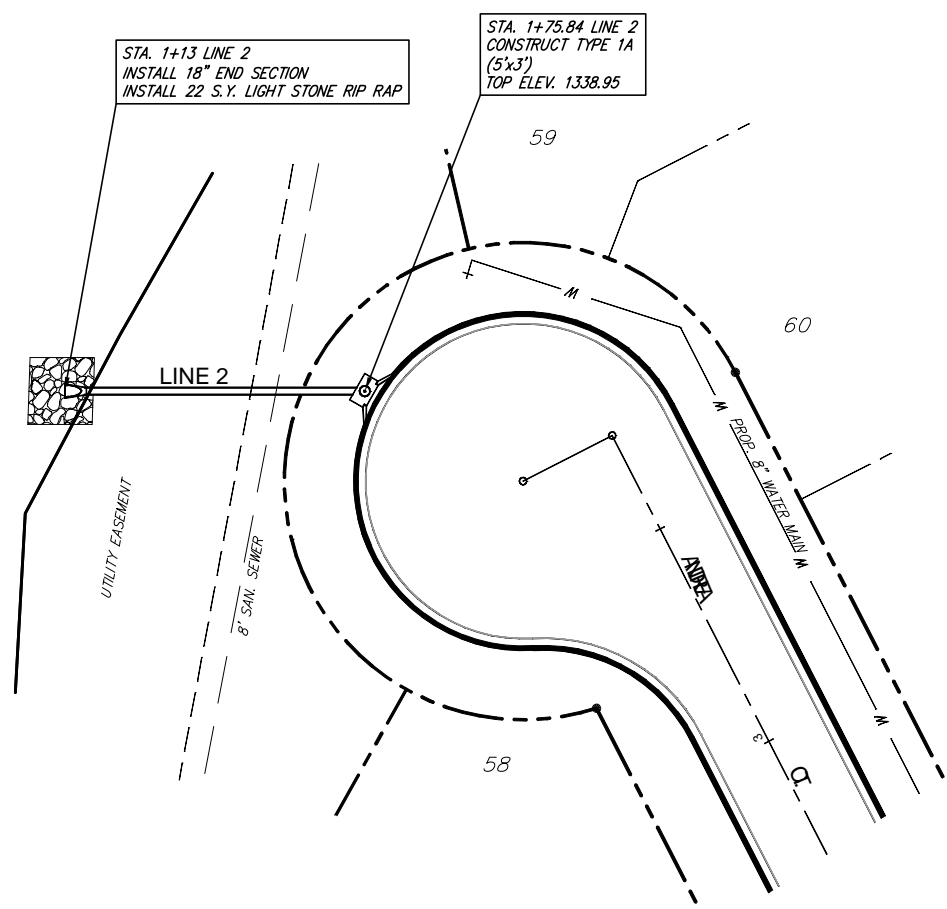 STA. 1+75.84 LINE 2
CONSTRUCT TYPE 1A
(5'x3')
TOP ELEV. 1338.95
STA. 1+13 LINE 2
INSTALL 18" END SECTION
INSTALL 22 S.Y. LIGHT STONE RIP RAP
59
60
LINE 2
W
W
PROP. 8" WATER MAIN
W
W
UTILITY EASEMENT
8' SAN. SEWER
ANDREA
3
CT.
58